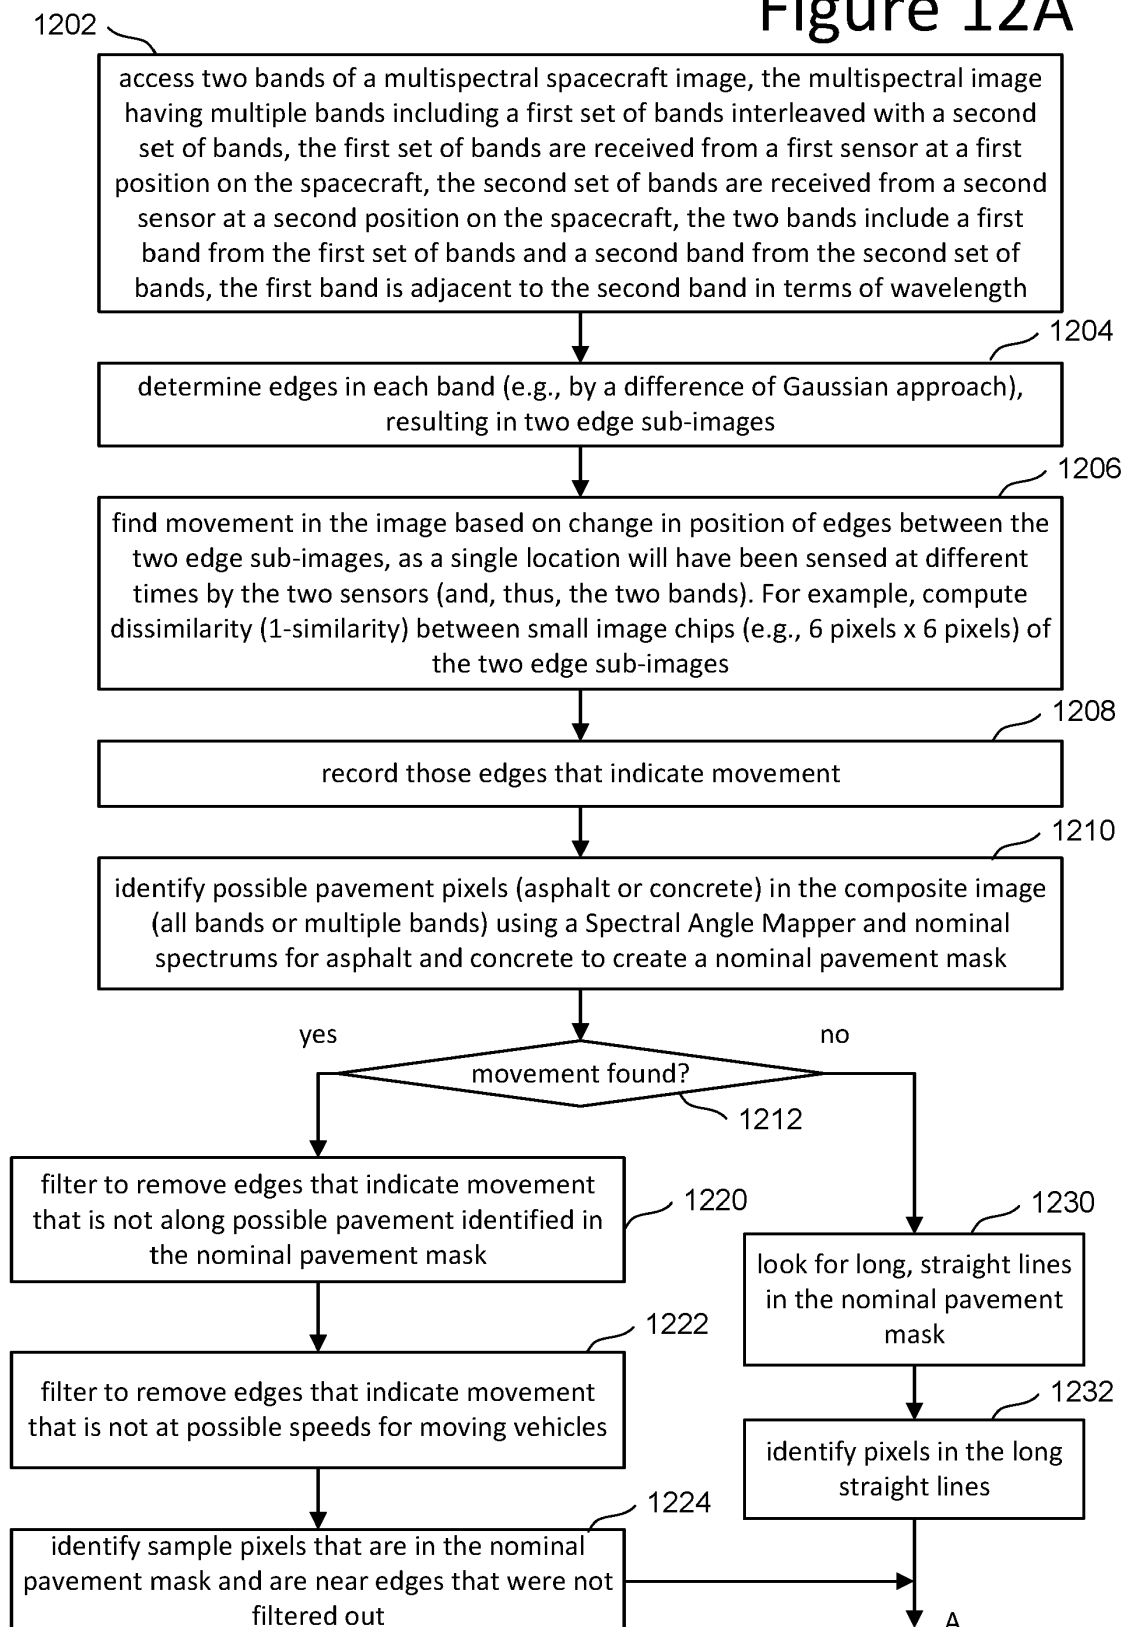 Figure 12A
1202
access two bands of a multispectral spacecraft image, the multispectral image
having multiple bands including a first set of bands interleaved with a second
set of bands, the first set of bands are received from a first sensor at a first
position on the spacecraft, the second set of bands are received from a second
sensor at a second position on the spacecraft, the two bands include a first
band from the first set of bands and a second band from the second set of
bands, the first band is adjacent to the second band in terms of wavelength
1204
determine edges in each band (e.g., by a difference of Gaussian approach),
resulting in two edge sub-images
1206
find movement in the image based on change in position of edges between the
two edge sub-images, as a single location will have been sensed at different
times by the two sensors (and, thus, the two bands). For example, compute
dissimilarity (1-similarity) between small image chips (e.g., 6 pixels x 6 pixels) of
the two edge sub-images
1208
record those edges that indicate movement
1210
identify possible pavement pixels (asphalt or concrete) in the composite image
(all bands or multiple bands) using a Spectral Angle Mapper and nominal
spectrums for asphalt and concrete to create a nominal pavement mask
yes
no
movement found?
1212
filter to remove edges that indicate movement
that is not along possible pavement identified in
the nominal pavement mask
1220
1222
filter to remove edges that indicate movement
that is not at possible speeds for moving vehicles
1224
identify sample pixels that are in the nominal
pavement mask and are near edges that were not
filtered out
1230
look for long, straight lines
in the nominal pavement
mask
1232
identify pixels in the long
straight lines
A